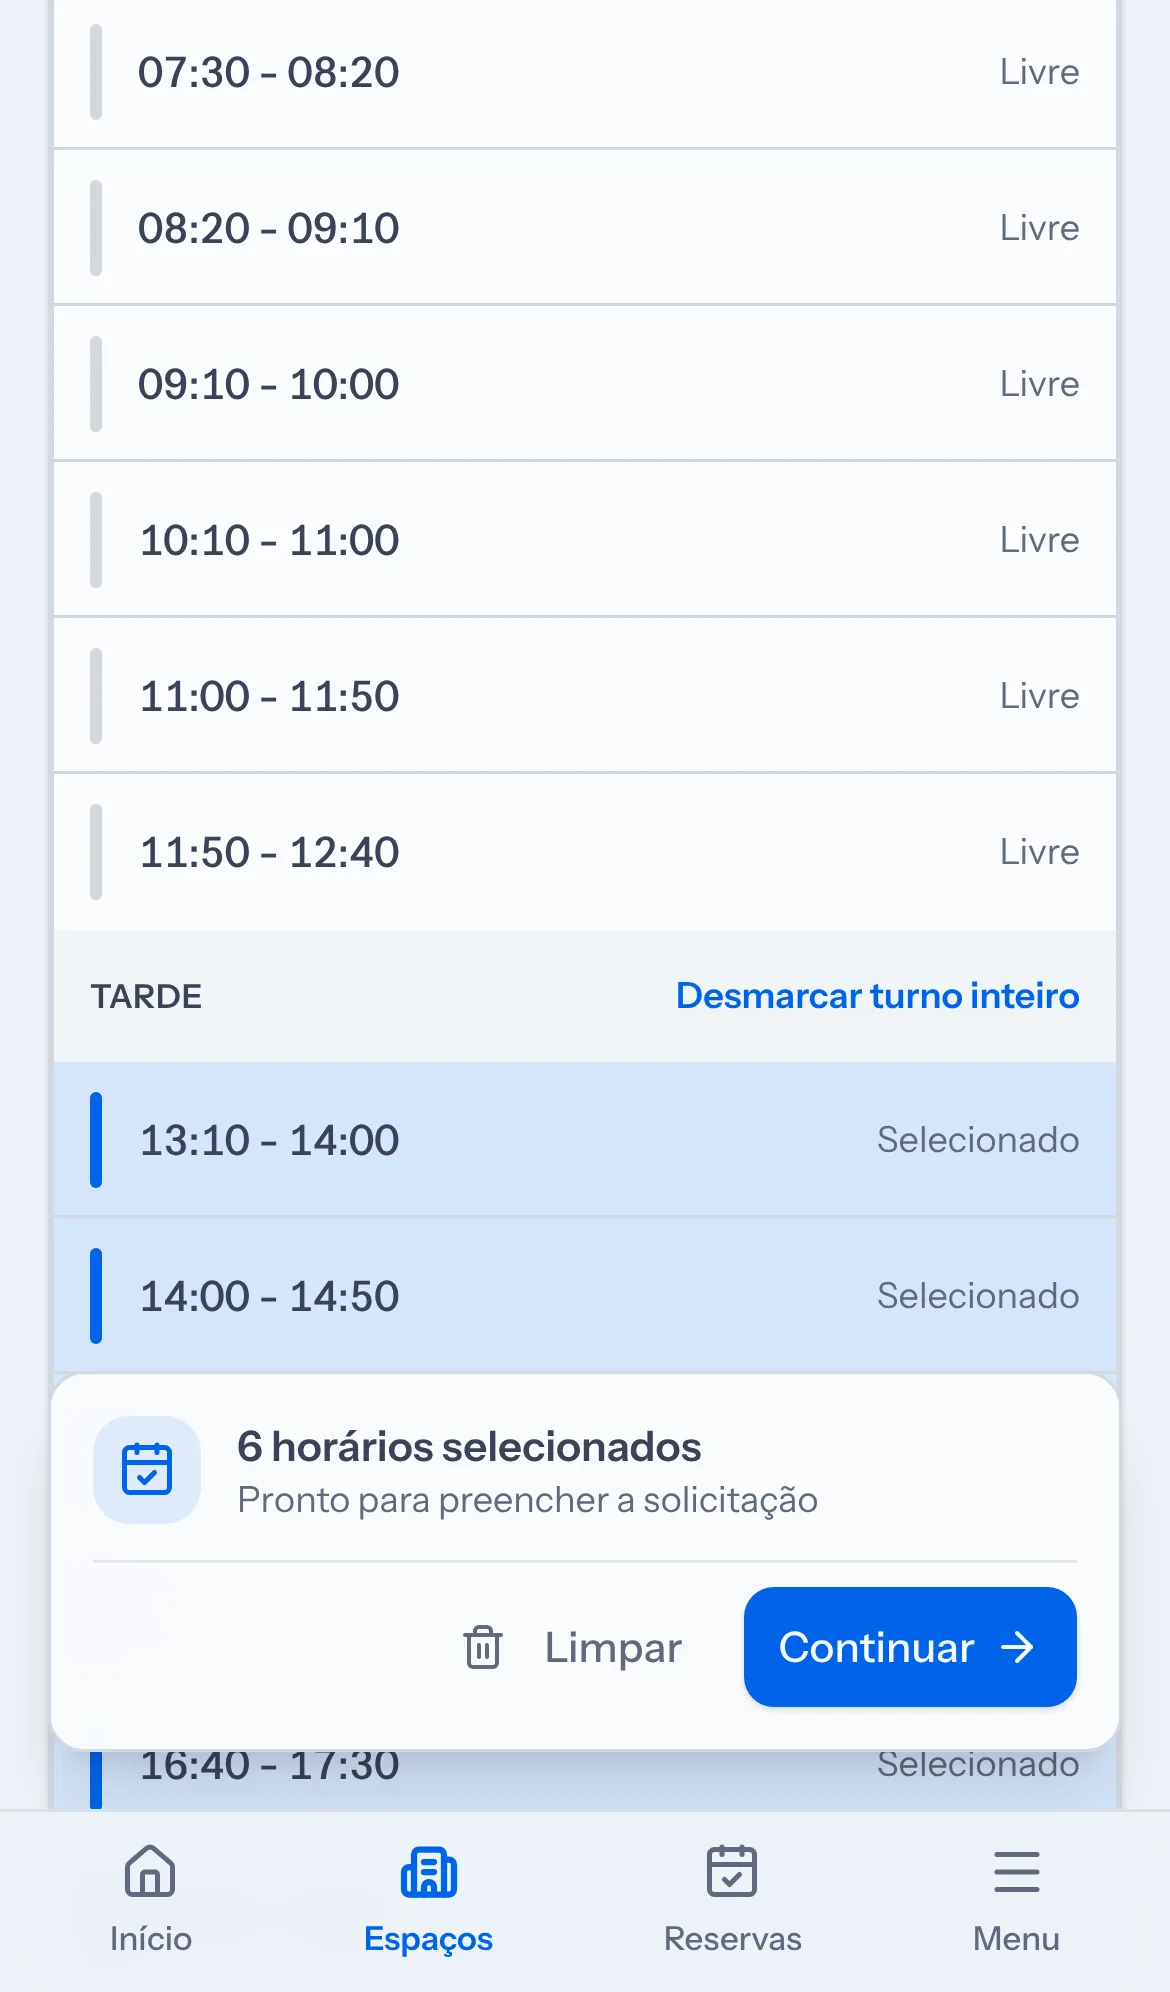 07:30 - 08:20 Livre
08:20 - 09:10 Livre
09:10 - 10:00 Livre
10:10 - 11:00 Livre
11:00 - 11:50 Livre
11:50 - 12:40 Livre
TARDE Desmarcar turno inteiro
13:10 - 14:00 Selecionado
14:00 - 14:50 Selecionado
6 horários selecionados
Pronto para preencher a solicitação
Limpar Continuar
16:40 - 17:30 Selecionado
Início Espaços Reservas Menu